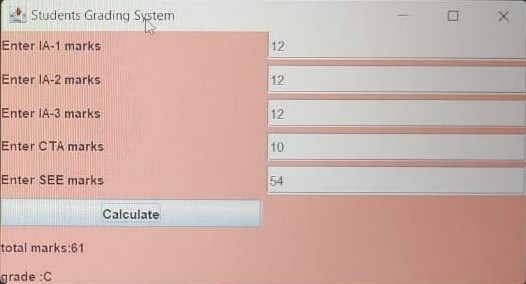 Students Grading System
Enter IA-1 marks 12
Enter IA-2 marks 12
Enter IA-3 marks 12
Enter CTA marks 10
Enter SEE marks 54
Calculate
total marks:61
grade :C